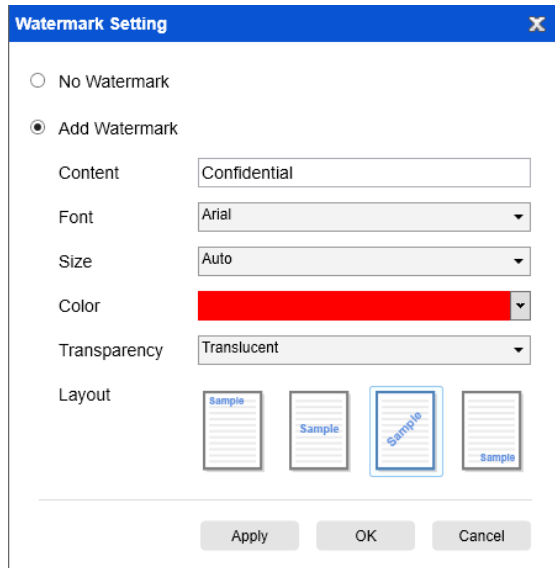 Watermark Setting
No Watermark
Add Watermark
Content Confidential
Font Arial
Size Auto
Color
Transparency Translucent
Layout Sample Sample Sample Sample
Apply OK Cancel